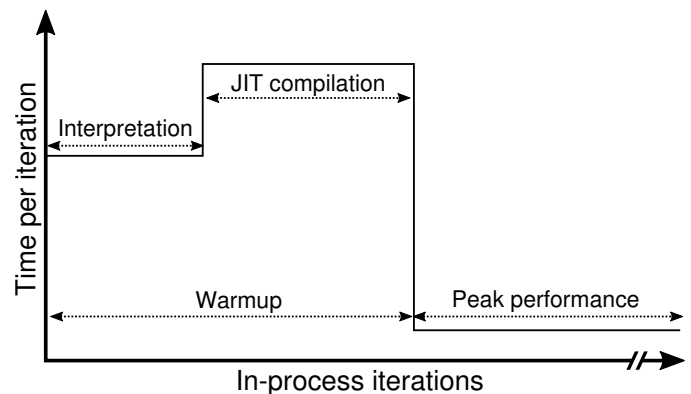 JIT compilation
Interpretation
Time per iteration
Warmup
Peak performance
In-process iterations